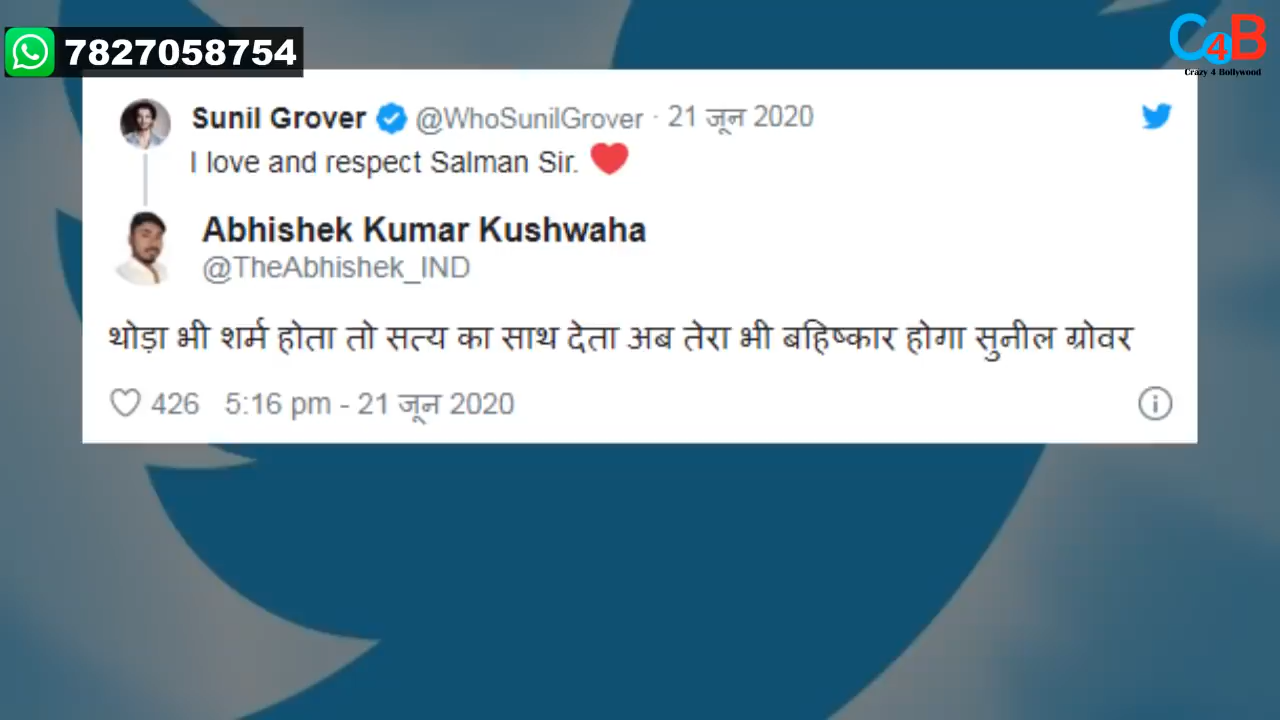 7827058754
C4B
Crazy 4 Bollywood
Sunil Grover @WhoSunilGrover · 21 जून 2020
I love and respect Salman Sir. ❤️
Abhishek Kumar Kushwaha
@TheAbhishek_IND
थोड़ा भी शर्म होता तो सत्य का साथ देता अब तेरा भी बहिष्कार होगा सुनील ग्रोवर
426 5:16 pm - 21 जून 2020